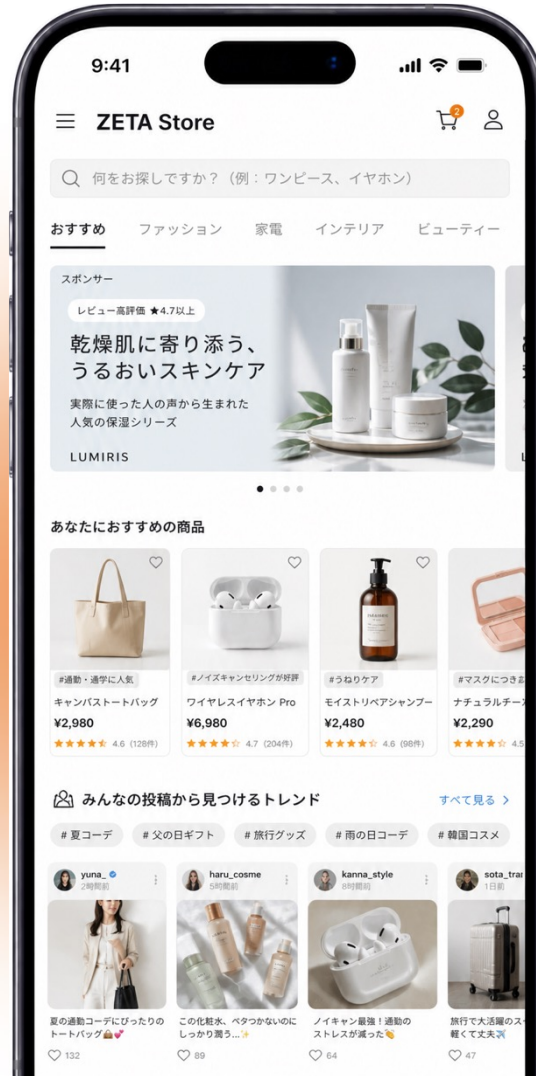 9:41
ZETA Store
2
何をお探しですか？（例：ワンピース、イヤホン）
おすすめ ファッション 家電 インテリア ビューティー
スポンサー
レビュー高評価 ★4.7以上
乾燥肌に寄り添う、
うるおいスキンケア
実際に使った人の声から生まれた
人気の保湿シリーズ
LUMIRIS
あなたにおすすめの商品
#通勤・通学に人気
キャンバストートバッグ
¥2,980
★★★★☆ 4.6 (128件)
#ノイズキャンセリングが好評
ワイヤレスイヤホン Pro
¥6,980
★★★★☆ 4.7 (204件)
#うねりケア
モイストリペアシャンプー
¥2,480
★★★★☆ 4.6 (98件)
#マスクにつき
ナチュラルチー
¥2,290
★★★★☆ 4.5
みんなの投稿から見つけるトレンド
すべて見る >
# 夏コーデ # 父の日ギフト # 旅行グッズ # 雨の日コーデ # 韓国コスメ
yuna_
2時間前
夏の通勤コーデにぴったりの
トートバッグ👜💕
132
haru_cosme
5時間前
この化粧水、ベタつかないのに
しっかり潤う...✨
89
kanna_style
8時間前
ノイキャン最強！通勤の
ストレスが減った👏
64
sota_tra
1日前
旅行で大活躍のス
軽くて丈夫✈️
47